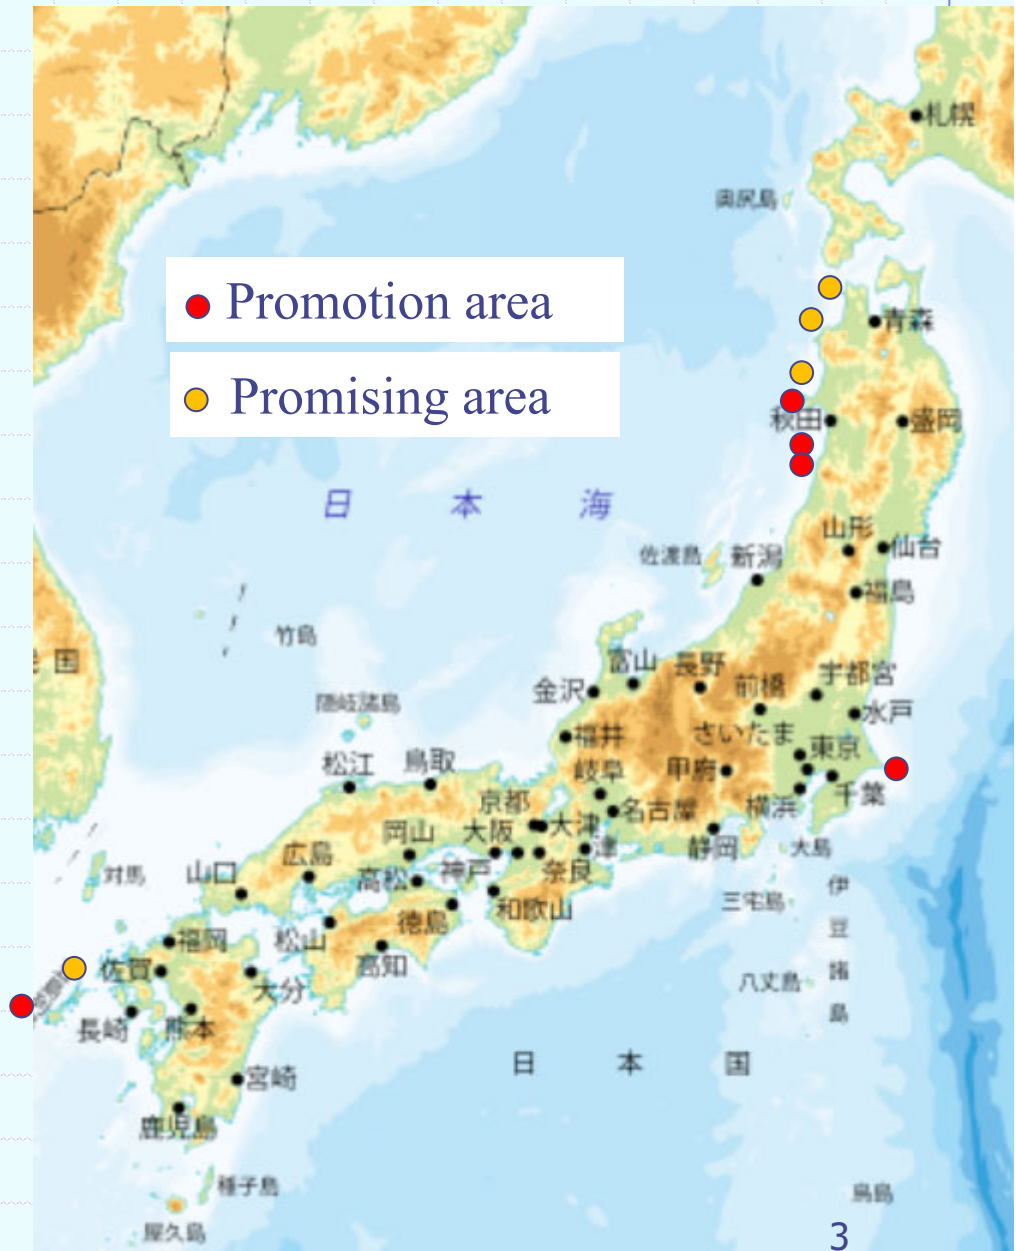 札幌
奥尻島
Promotion area
青森
Promising area
秋田
盛岡
日 本 海
山形
仙台
佐渡島
新潟
福島
竹島
国
富山
長野
宇都宮
金沢
前橋
水戸
隠岐諸島
福井
さいたま
東京
松江
鳥取
岐阜
甲府
千葉
京都
名古屋
横浜
岡山
大阪
大津
津
静岡
大島
広島
神戸
奈良
対馬
山口
高松
三宅島
伊豆諸島
和歌山
徳島
福岡
松山
佐賀
高知
大分
八丈島
長崎
熊本
日 本 国
宮崎
鹿児島
種子島
鳥島
屋久島
3